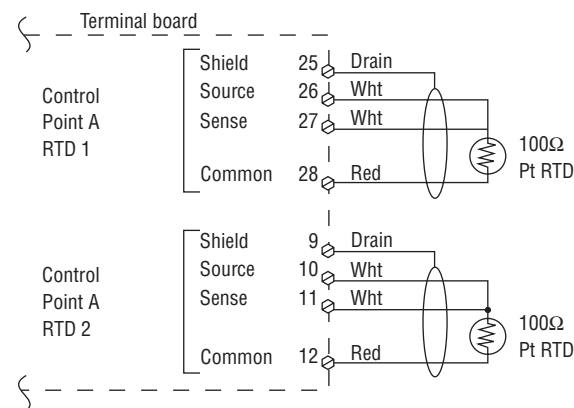 Terminal board
Control
Point A
RTD 1
Shield 25 Drain
Source 26 Wht
Sense 27 Wht
Common 28 Red
100Ω
Pt RTD
Control
Point A
RTD 2
Shield 9 Drain
Source 10 Wht
Sense 11 Wht
Common 12 Red
100Ω
Pt RTD